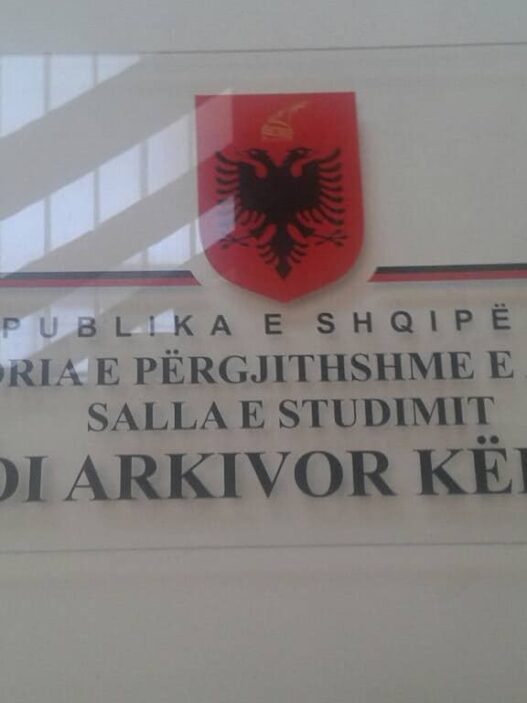 PUBLIKA E SHQIPË
ORIA E PËRGJITHSHME E
SALLA E STUDIMIT
DI ARKIVOR KË